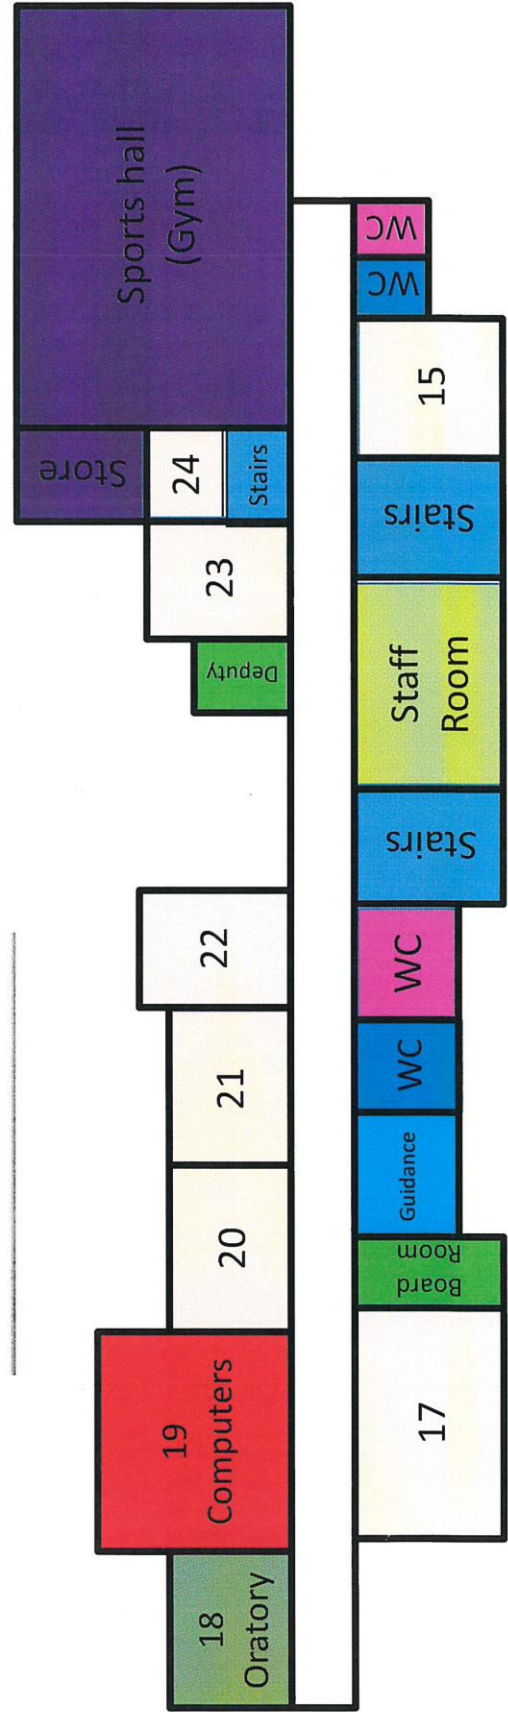 18
Oratory
19
Computers
20
21
22
Deputy
23
Store
24
Stairs
Sports hall
(Gym)
17
Board
Room
Guidance
WC
WC
Stairs
Staff
Room
Stairs
15
WC
WC